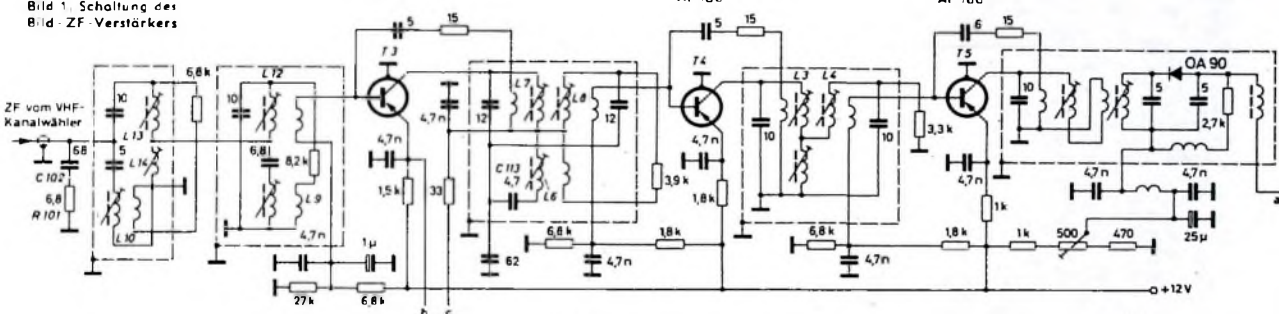 Bild 1. Schaltung des
Bild-ZF-Verstärkers
ZF vom VHF-
Kanalwähler
68
C 102
6,8
R 101
10
L13
5
L14
L10
6,8k
10
L12
6,8
8,2k
L9
4,7n
1µ
27k
6,8k
5
15
T3
4,7n
1,5k
4,7n
33
12
L7
L8
12
C 113
4,7
L6
3,9k
62
6,8k
4,7n
1,8k
5
15
T4
4,7n
1,8k
10
L3
L4
10
3,3k
6,8k
4,7n
1,8k
6
15
T5
4,7n
1k
10
5
OA 90
5
2,7k
4,7n
4,7n
25µ
1k
500
470
+12V
a